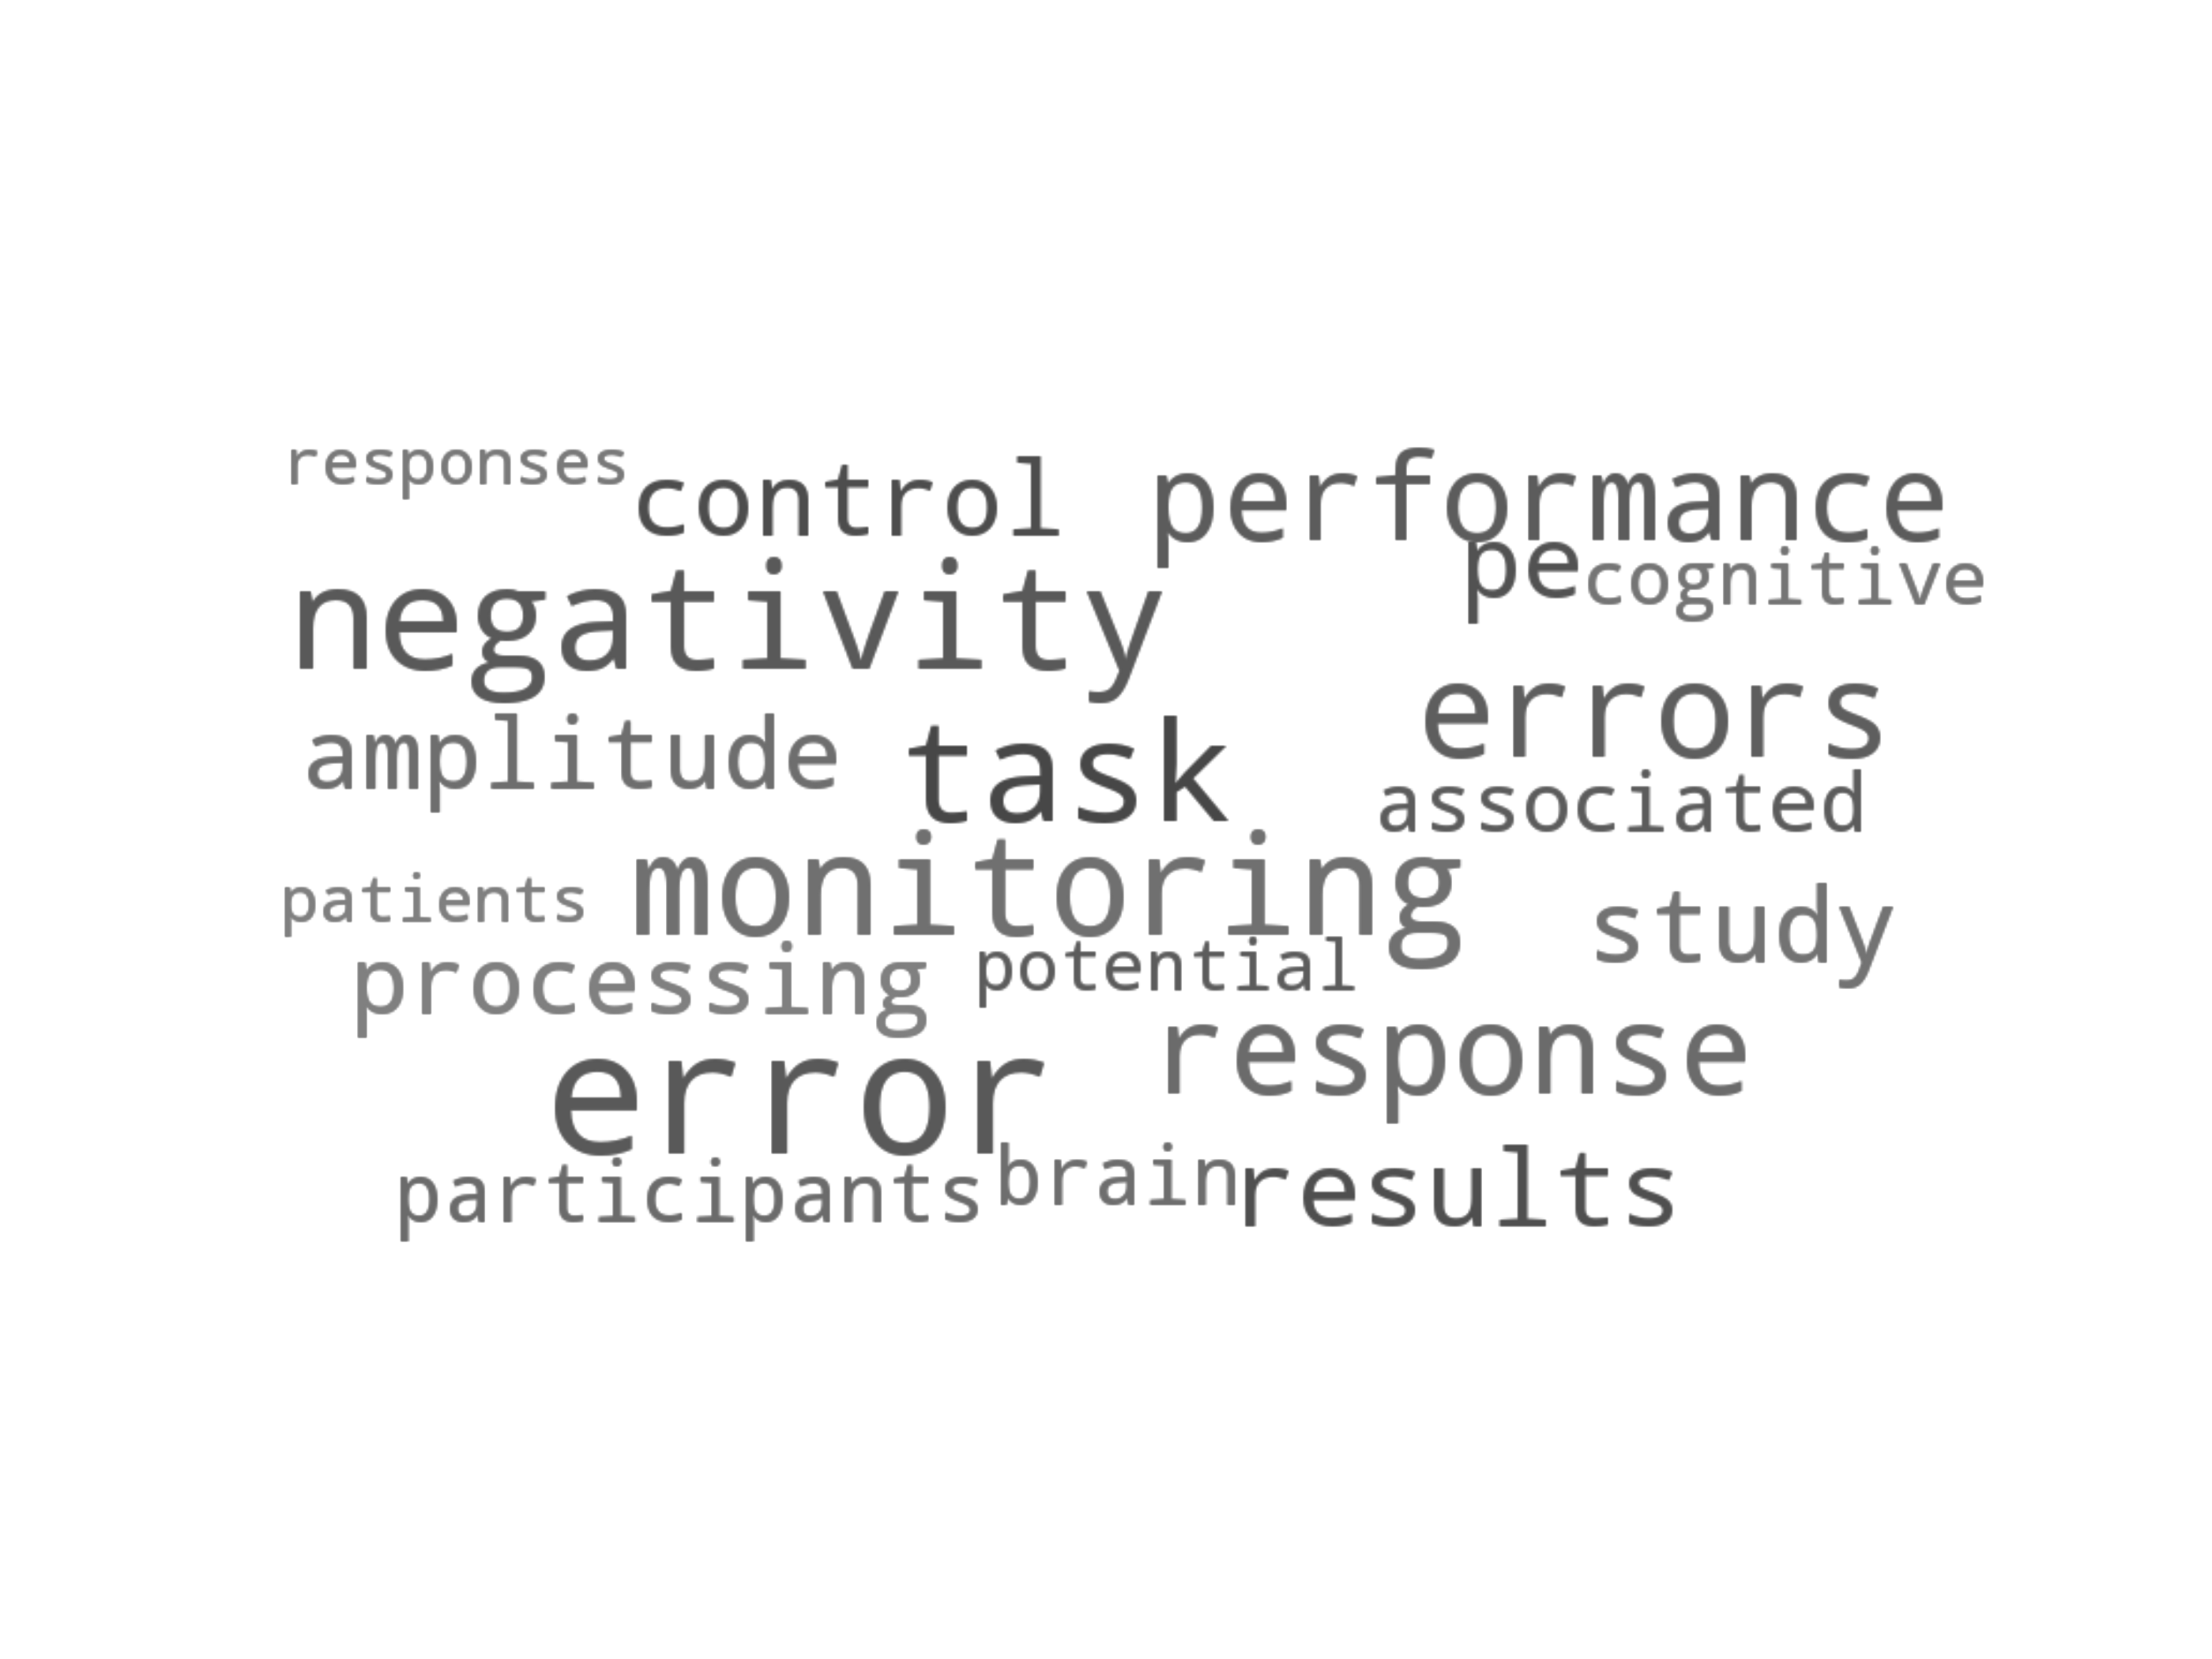 responses control performance
pe cognitive
negativity
errors
amplitude task
associated
monitoring
patients study
processing potential
response
error
participants brain results